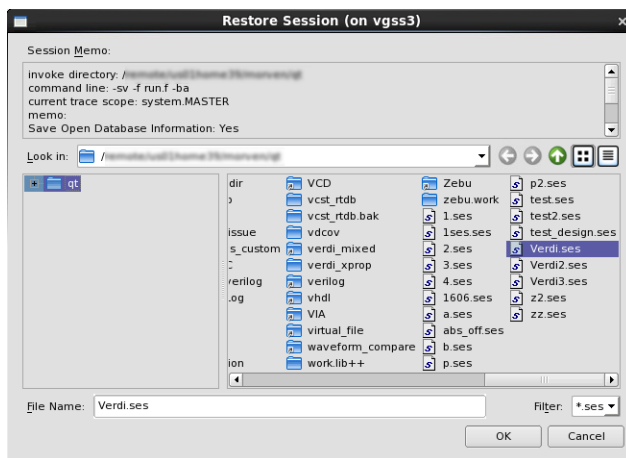 Restore Session (on vgss3)
Session Memo:
invoke directory: /
command line: -sv -f run.f -ba
current trace scope: system.MASTER
memo:
Save Open Database Information: Yes
Look in: /
qt
dir VCD Zebu p2.ses
vcst_rtdb zebu.work test.ses
vcst_rtdb.bak 1.ses test2.ses
issue vdcov 1ses.ses test_design.ses
s_custom verdi_mixed 2.ses Verdi.ses
verdi_xprop 3.ses Verdi2.ses
verilog verilog 4.ses Verdi3.ses
.og vhdl 1606.ses z2.ses
VIA a.ses zz.ses
virtual_file abs_off.ses
waveform_compare b.ses
ion work.lib++ p.ses
File Name: Verdi.ses Filter: *.ses
OK Cancel